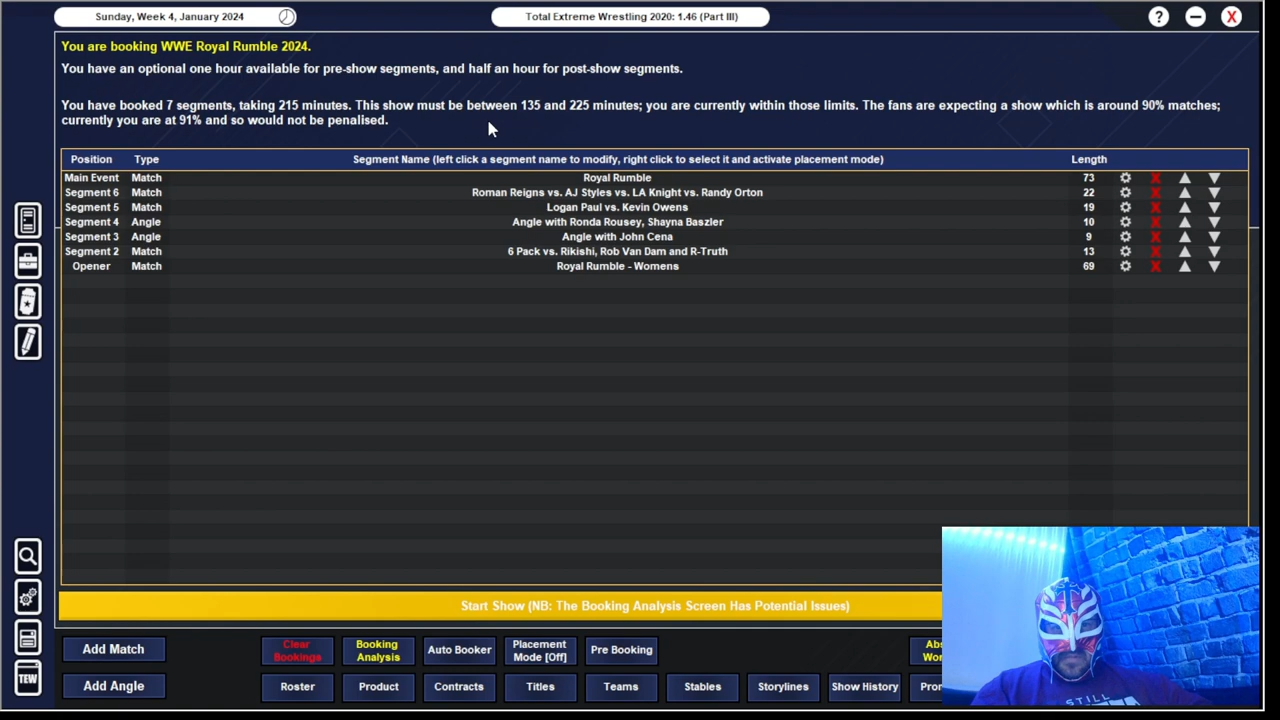 Sunday, Week 4, January 2024
Total Extreme Wrestling 2020: 1.46 (Part III)
? X
You are booking WWE Royal Rumble 2024.
You have an optional one hour available for pre-show segments, and half an hour for post-show segments.
You have booked 7 segments, taking 215 minutes. This show must be between 135 and 225 minutes; you are currently within those limits. The fans are expecting a show which is around 90% matches;
currently you are at 91% and so would not be penalised.
Position Type Segment Name (left click a segment name to modify, right click to select it and activate placement mode) Length
Main Event Match Royal Rumble 73 X
Segment 6 Match Roman Reigns vs. AJ Styles vs. LA Knight vs. Randy Orton 22 X
Segment 5 Match Logan Paul vs. Kevin Owens 19 X
Segment 4 Angle Angle with Ronda Rousey, Shayna Baszler 10 X
Segment 3 Angle Angle with John Cena 9 X
Segment 2 Match 6 Pack vs. Rikishi, Rob Van Dam and R-Truth 13 X
Opener Match Royal Rumble - Womens 69 X
Start Show (NB: The Booking Analysis Screen Has Potential Issues)
Add Match
Clear Bookings
Booking Analysis
Auto Booker
Placement Mode [Off]
Pre Booking
Abs
Wor
TEW
Add Angle
Roster
Product
Contracts
Titles
Teams
Stables
Storylines
Show History
Pro
STILL